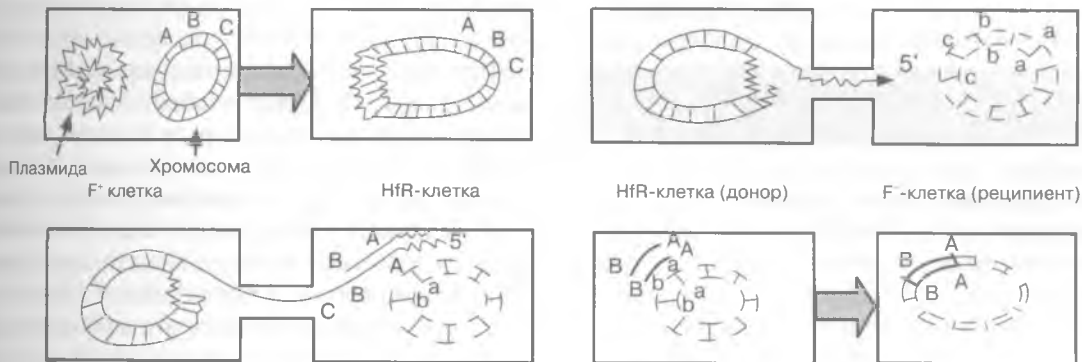 A B C
Плазмида
Хромосома
F⁺ клетка
A
B
C
HfR-клетка
HfR-клетка (донор)
5'
b a
c b a
c
F⁻-клетка (реципиент)
A 5'
B A
B b a
C
A A
B a
B b a
b
B A
B A